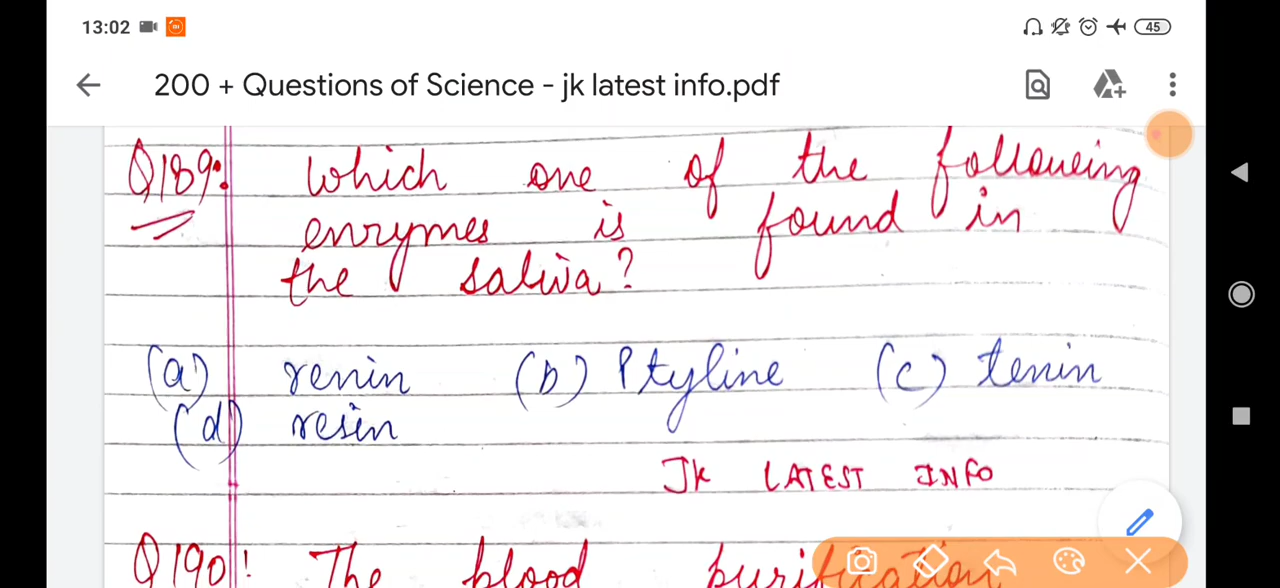 13:02
45
200 + Questions of Science - jk latest info.pdf
Q189: Which one of the following
enzymes is found in
the saliva?
(a) renin (b) Ptyline (c) tenin
(d) resin
Jk LATEST INFO
Q190! The blood purification